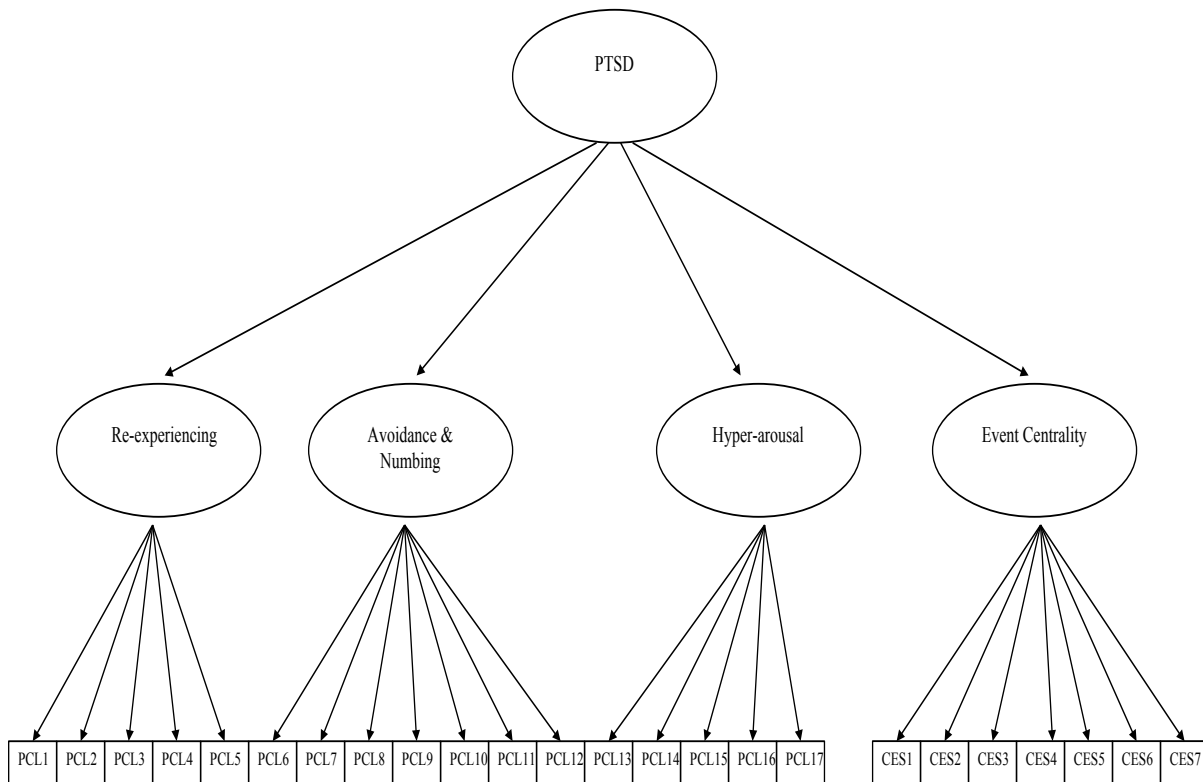 PTSD
Re-experiencing
Avoidance &
Numbing
Hyper-arousal
Event Centrality
PCL1 PCL2 PCL3 PCL4 PCL5 PCL6 PCL7 PCL8 PCL9 PCL10 PCL11 PCL12 PCL13 PCL14 PCL15 PCL16 PCL17 CES1 CES2 CES3 CES4 CES5 CES6 CES7